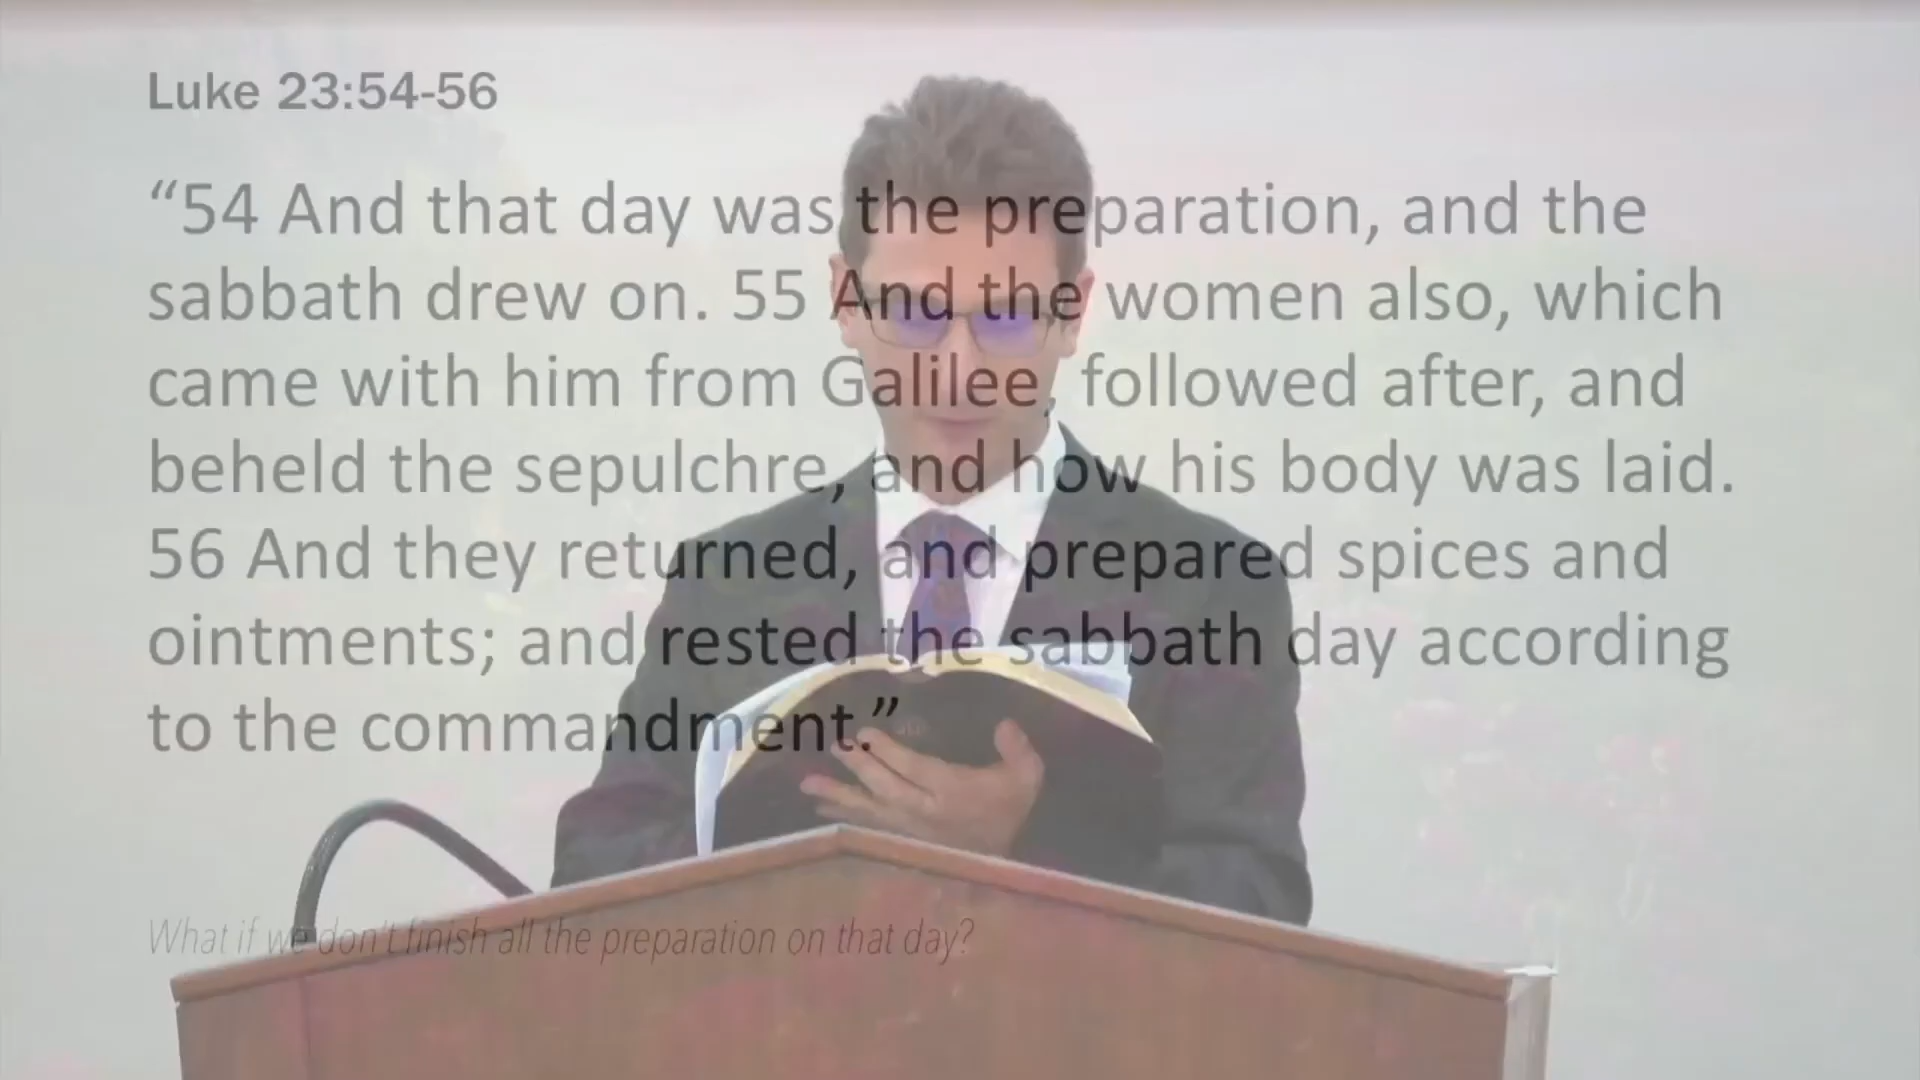 Luke 23:54-56
“54 And that day was the preparation, and the
sabbath drew on. 55 And the women also, which
came with him from Galilee, followed after, and
beheld the sepulchre, and how his body was laid.
56 And they returned, and prepared spices and
ointments; and rested the sabbath day according
to the commandment.”
What if we don't finish all the preparation on that day?